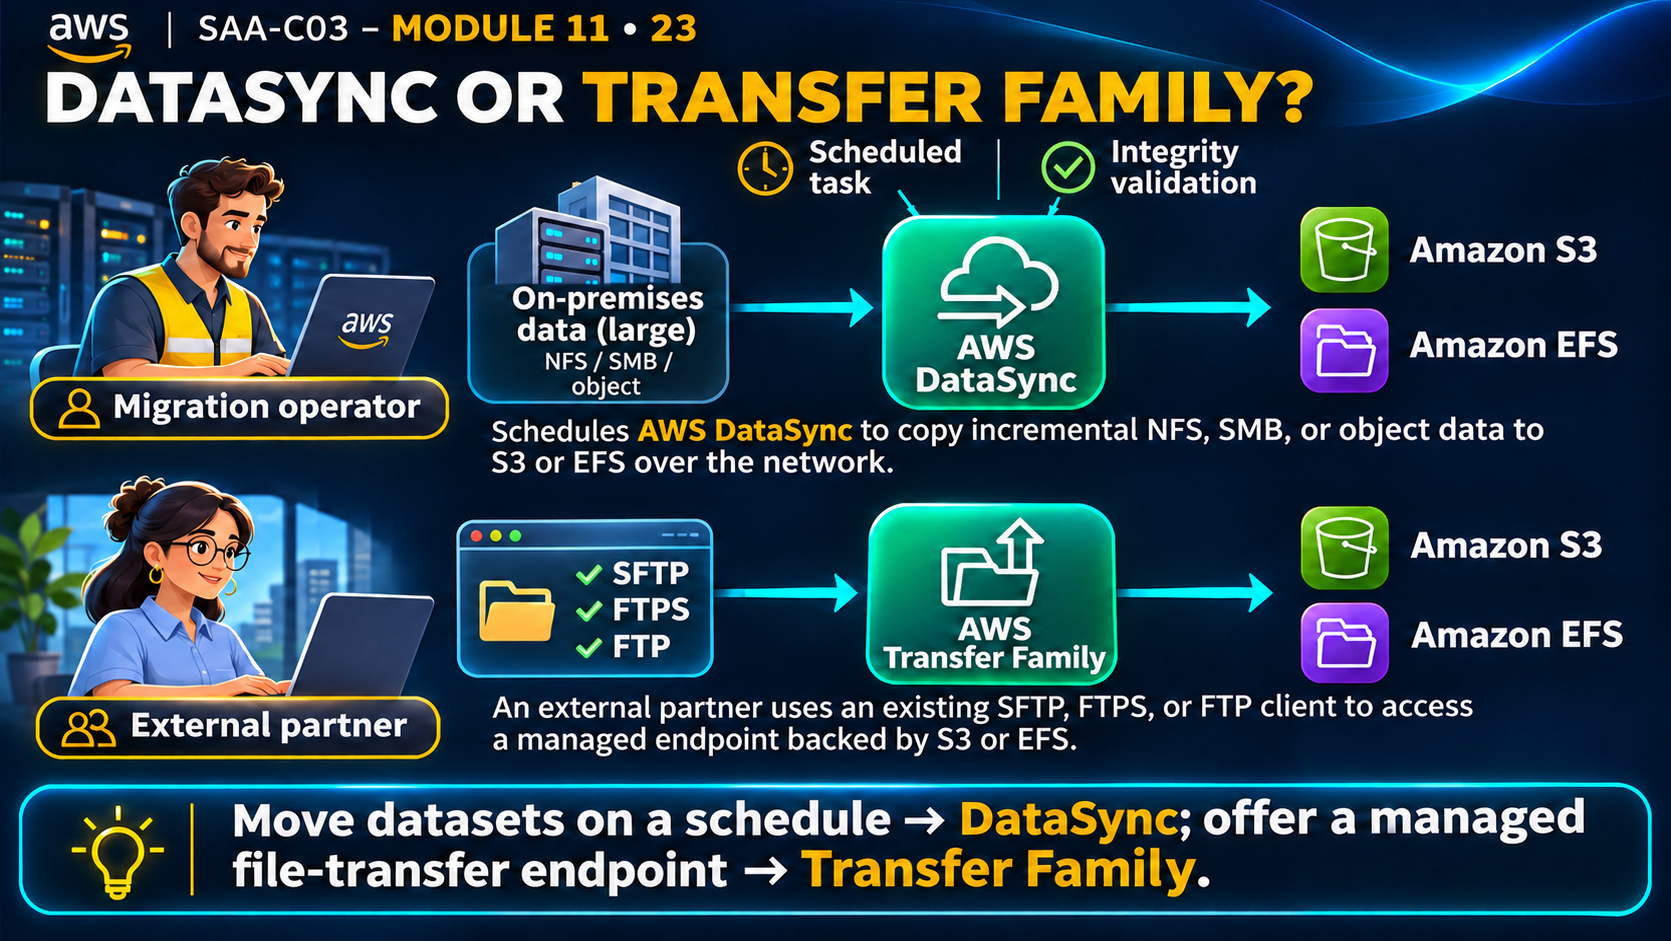 aws | SAA-C03 – MODULE 11 • 23
DATASYNC OR TRANSFER FAMILY?
Scheduled
task
Integrity
validation
aws
Migration operator
On-premises
data (large)
NFS / SMB /
object
AWS
DataSync
Amazon S3
Amazon EFS
Schedules AWS DataSync to copy incremental NFS, SMB, or object data to
S3 or EFS over the network.
External partner
SFTP
FTPS
FTP
AWS
Transfer Family
Amazon S3
Amazon EFS
An external partner uses an existing SFTP, FTPS, or FTP client to access
a managed endpoint backed by S3 or EFS.
Move datasets on a schedule → DataSync; offer a managed
file-transfer endpoint → Transfer Family.